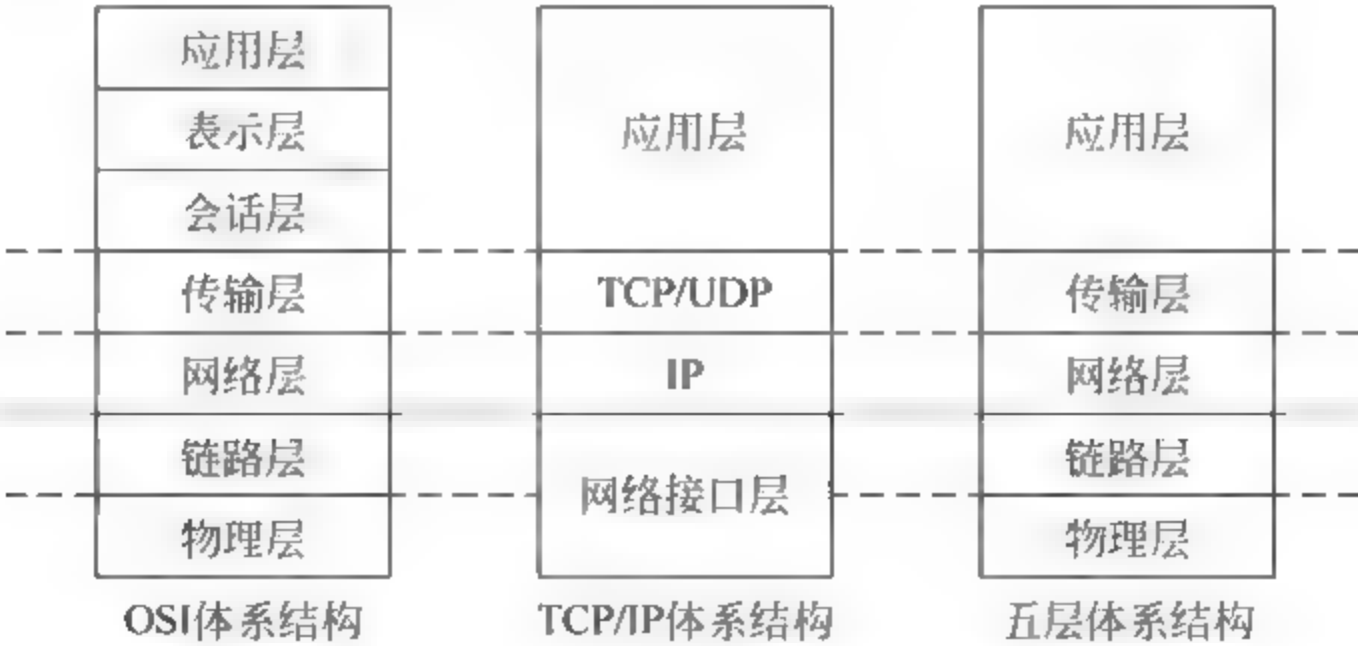 应用层
表示层
会话层
传输层
网络层
链路层
物理层
OSI体系结构
应用层
TCP/UDP
IP
网络接口层
TCP/IP体系结构
应用层
传输层
网络层
链路层
物理层
五层体系结构